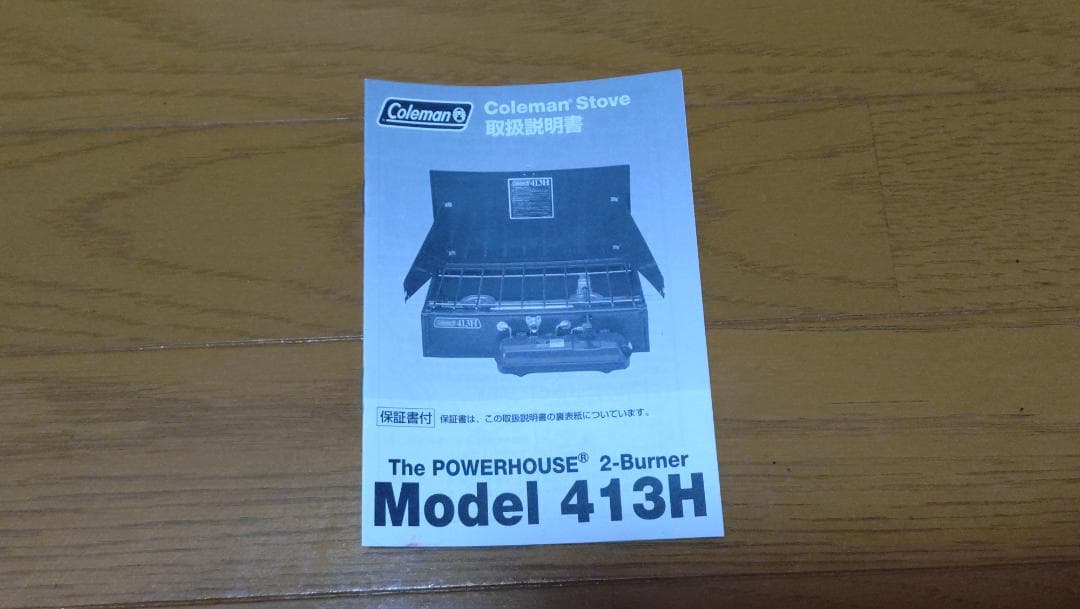 Coleman
Coleman® Stove
取扱説明書
Coleman 413H
Coleman 413H
保証書付 保証書は、この取扱説明書の裏表紙についています。
The POWERHOUSE® 2-Burner
Model 413H